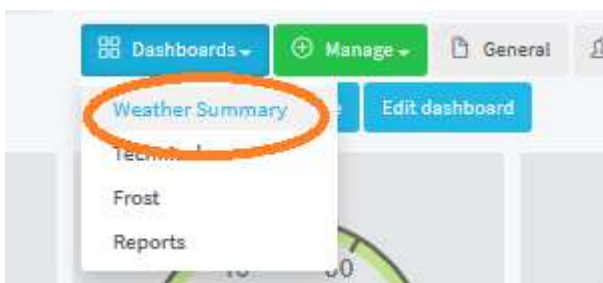 Dashboards Manage General
Weather Summary Edit dashboard
Frost
Reports